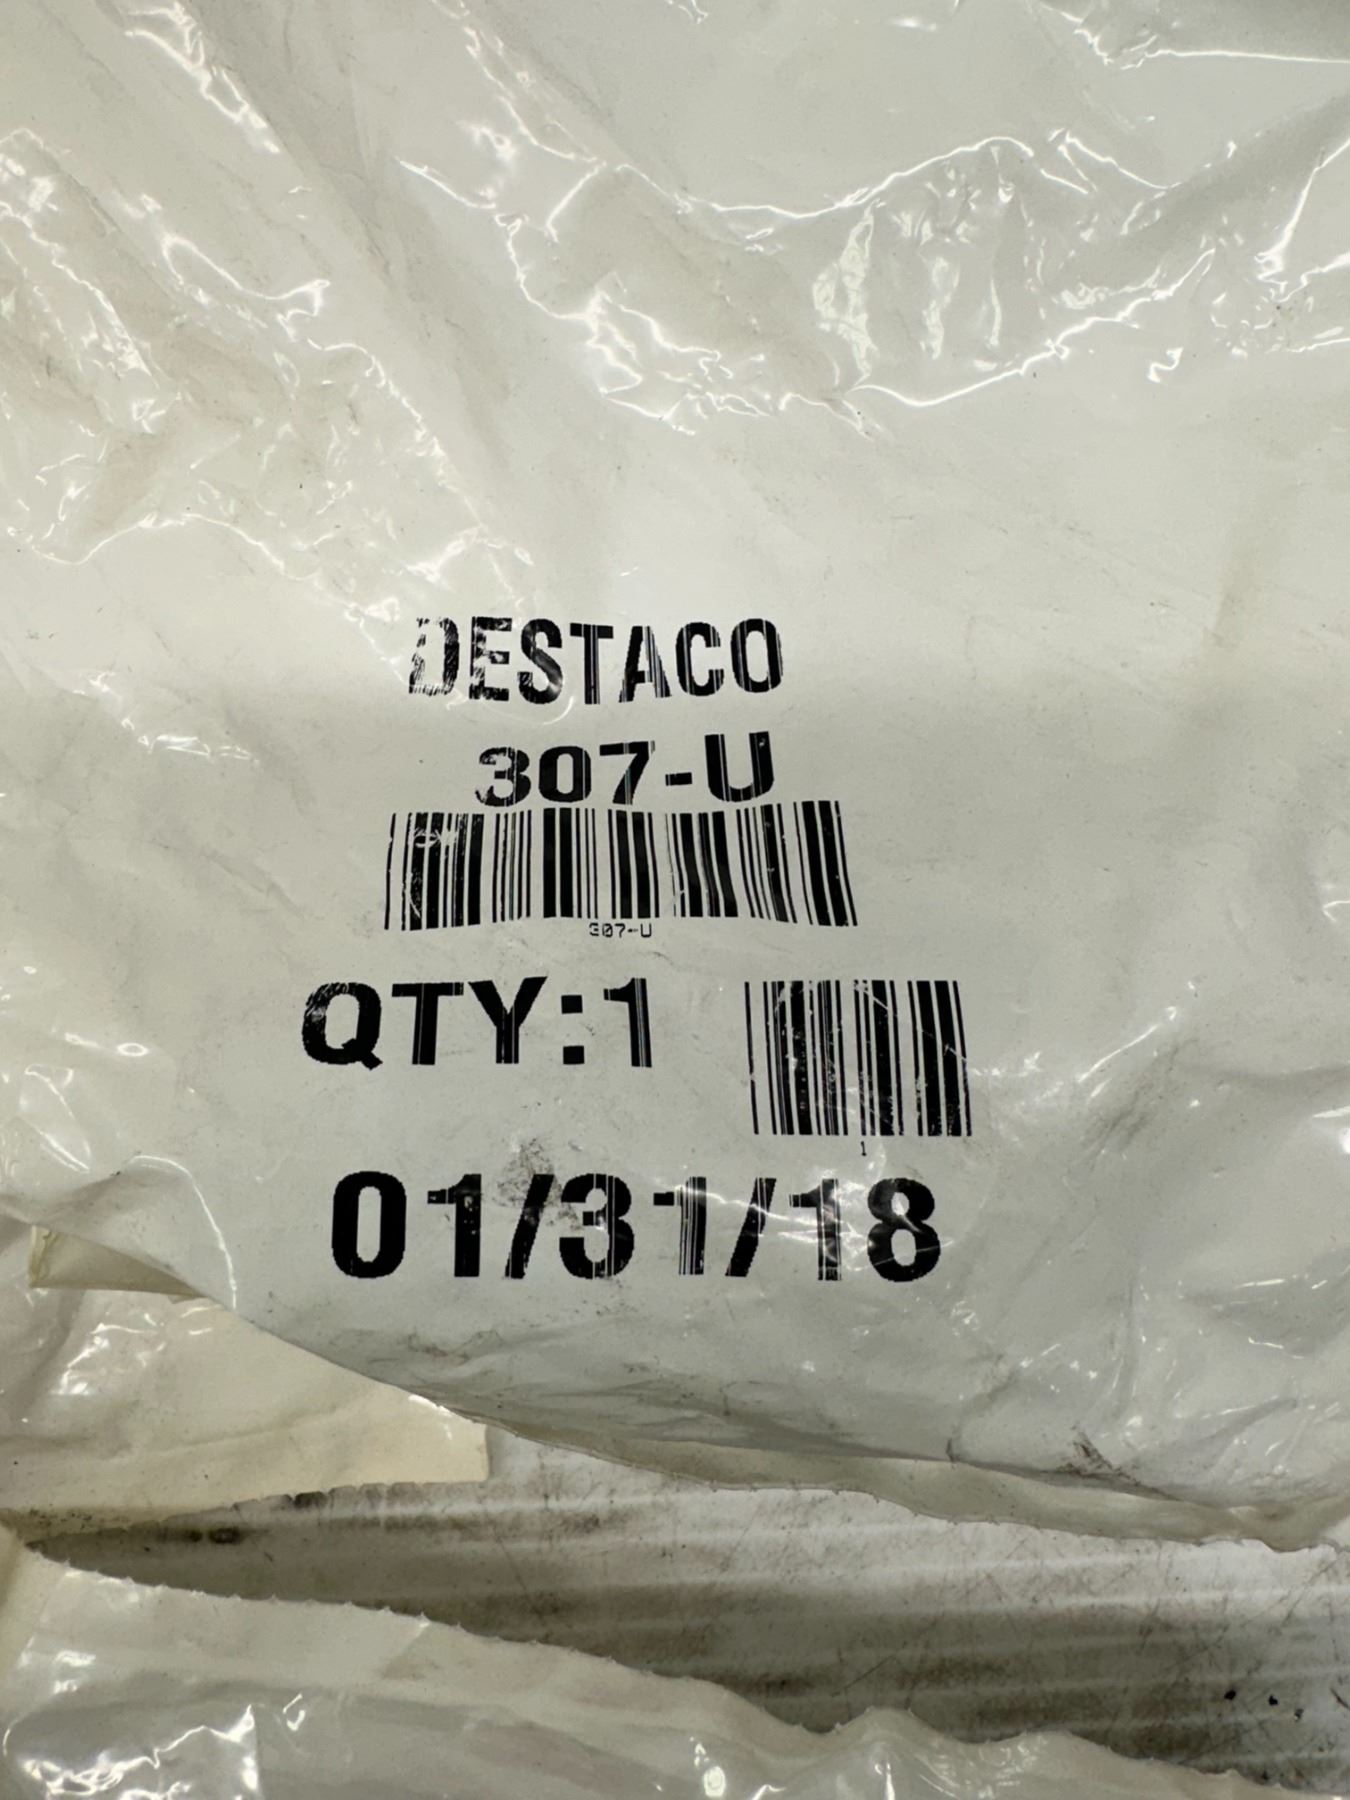 DESTACO
307-U
307-U
QTY:1
1
01/31/18